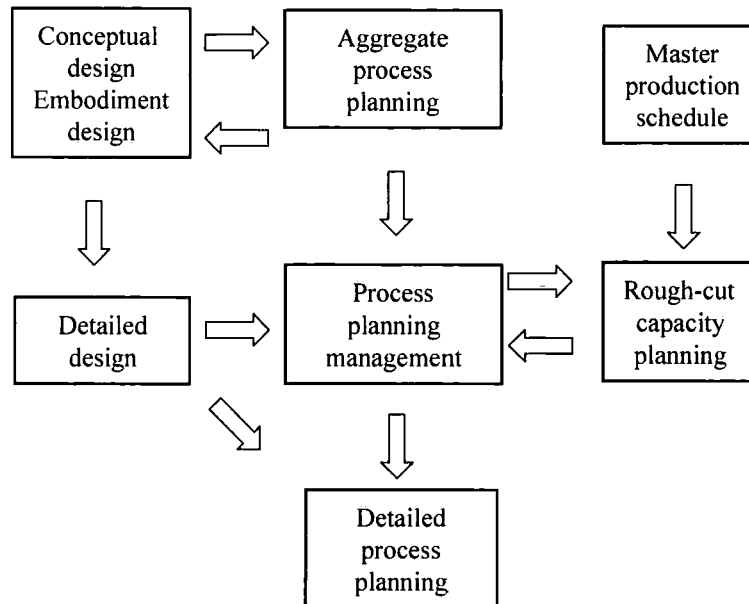 Conceptual
design
Embodiment
design
Aggregate
process
planning
Master
production
schedule
Detailed
design
Process
planning
management
Rough-cut
capacity
planning
Detailed
process
planning